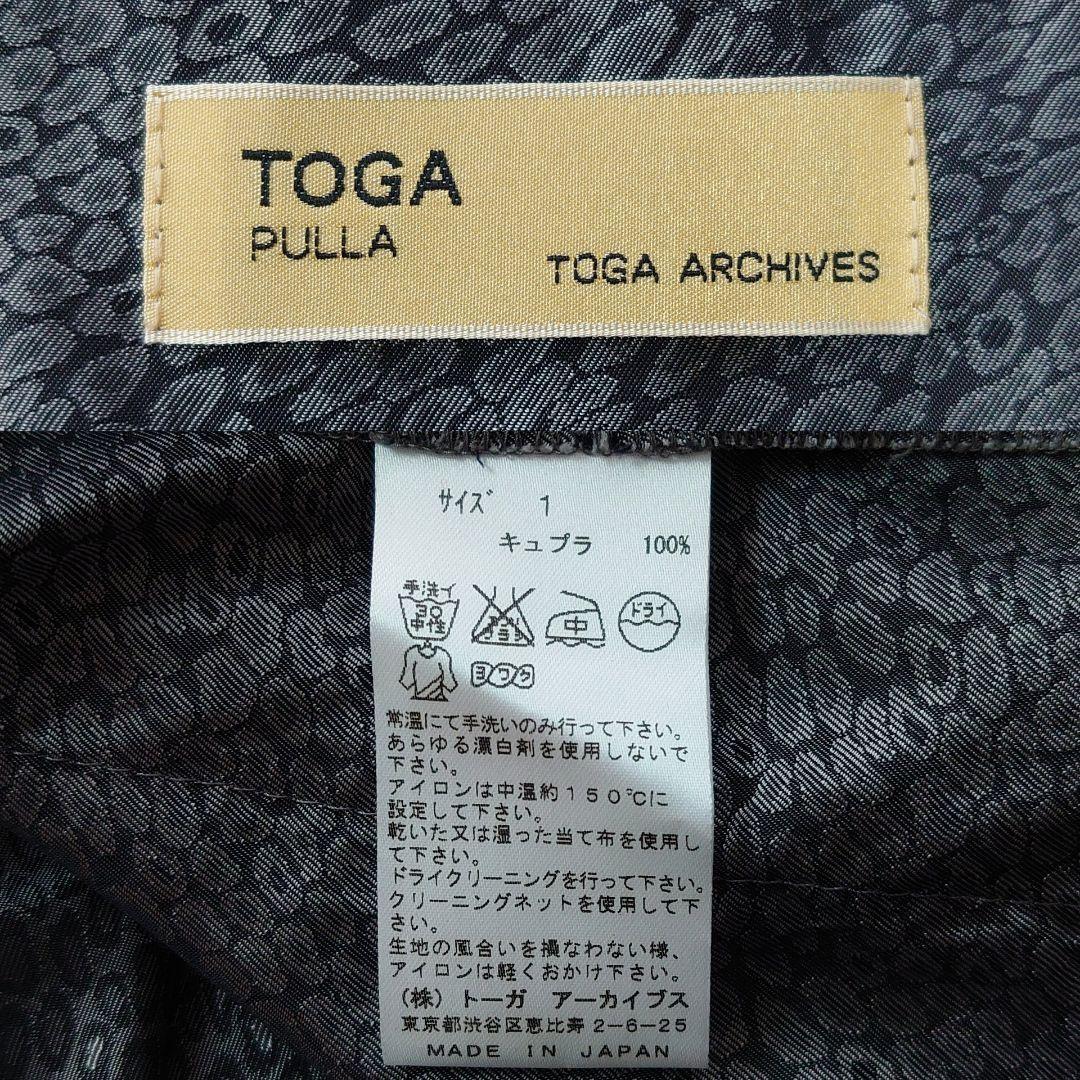 TOGA
PULLA
TOGA ARCHIVES
サイズ 1
キュプラ 100%
手洗イ
30
中性
エンソ
サラシ
中
ドライ
ヨワク
常温にて手洗いのみ行って下さい。
あらゆる漂白剤を使用しないで
下さい。
アイロンは中温約150℃に
設定して下さい。
乾いた又は湿った当て布を使用し
て下さい。
ドライクリーニングを行って下さい。
クリーニングネットを使用して下
さい。
生地の風合いを損なわない様、
アイロンは軽くおかけ下さい。
(株)トーガ アーカイブス
東京都渋谷区恵比寿2-6-25
MADE IN JAPAN